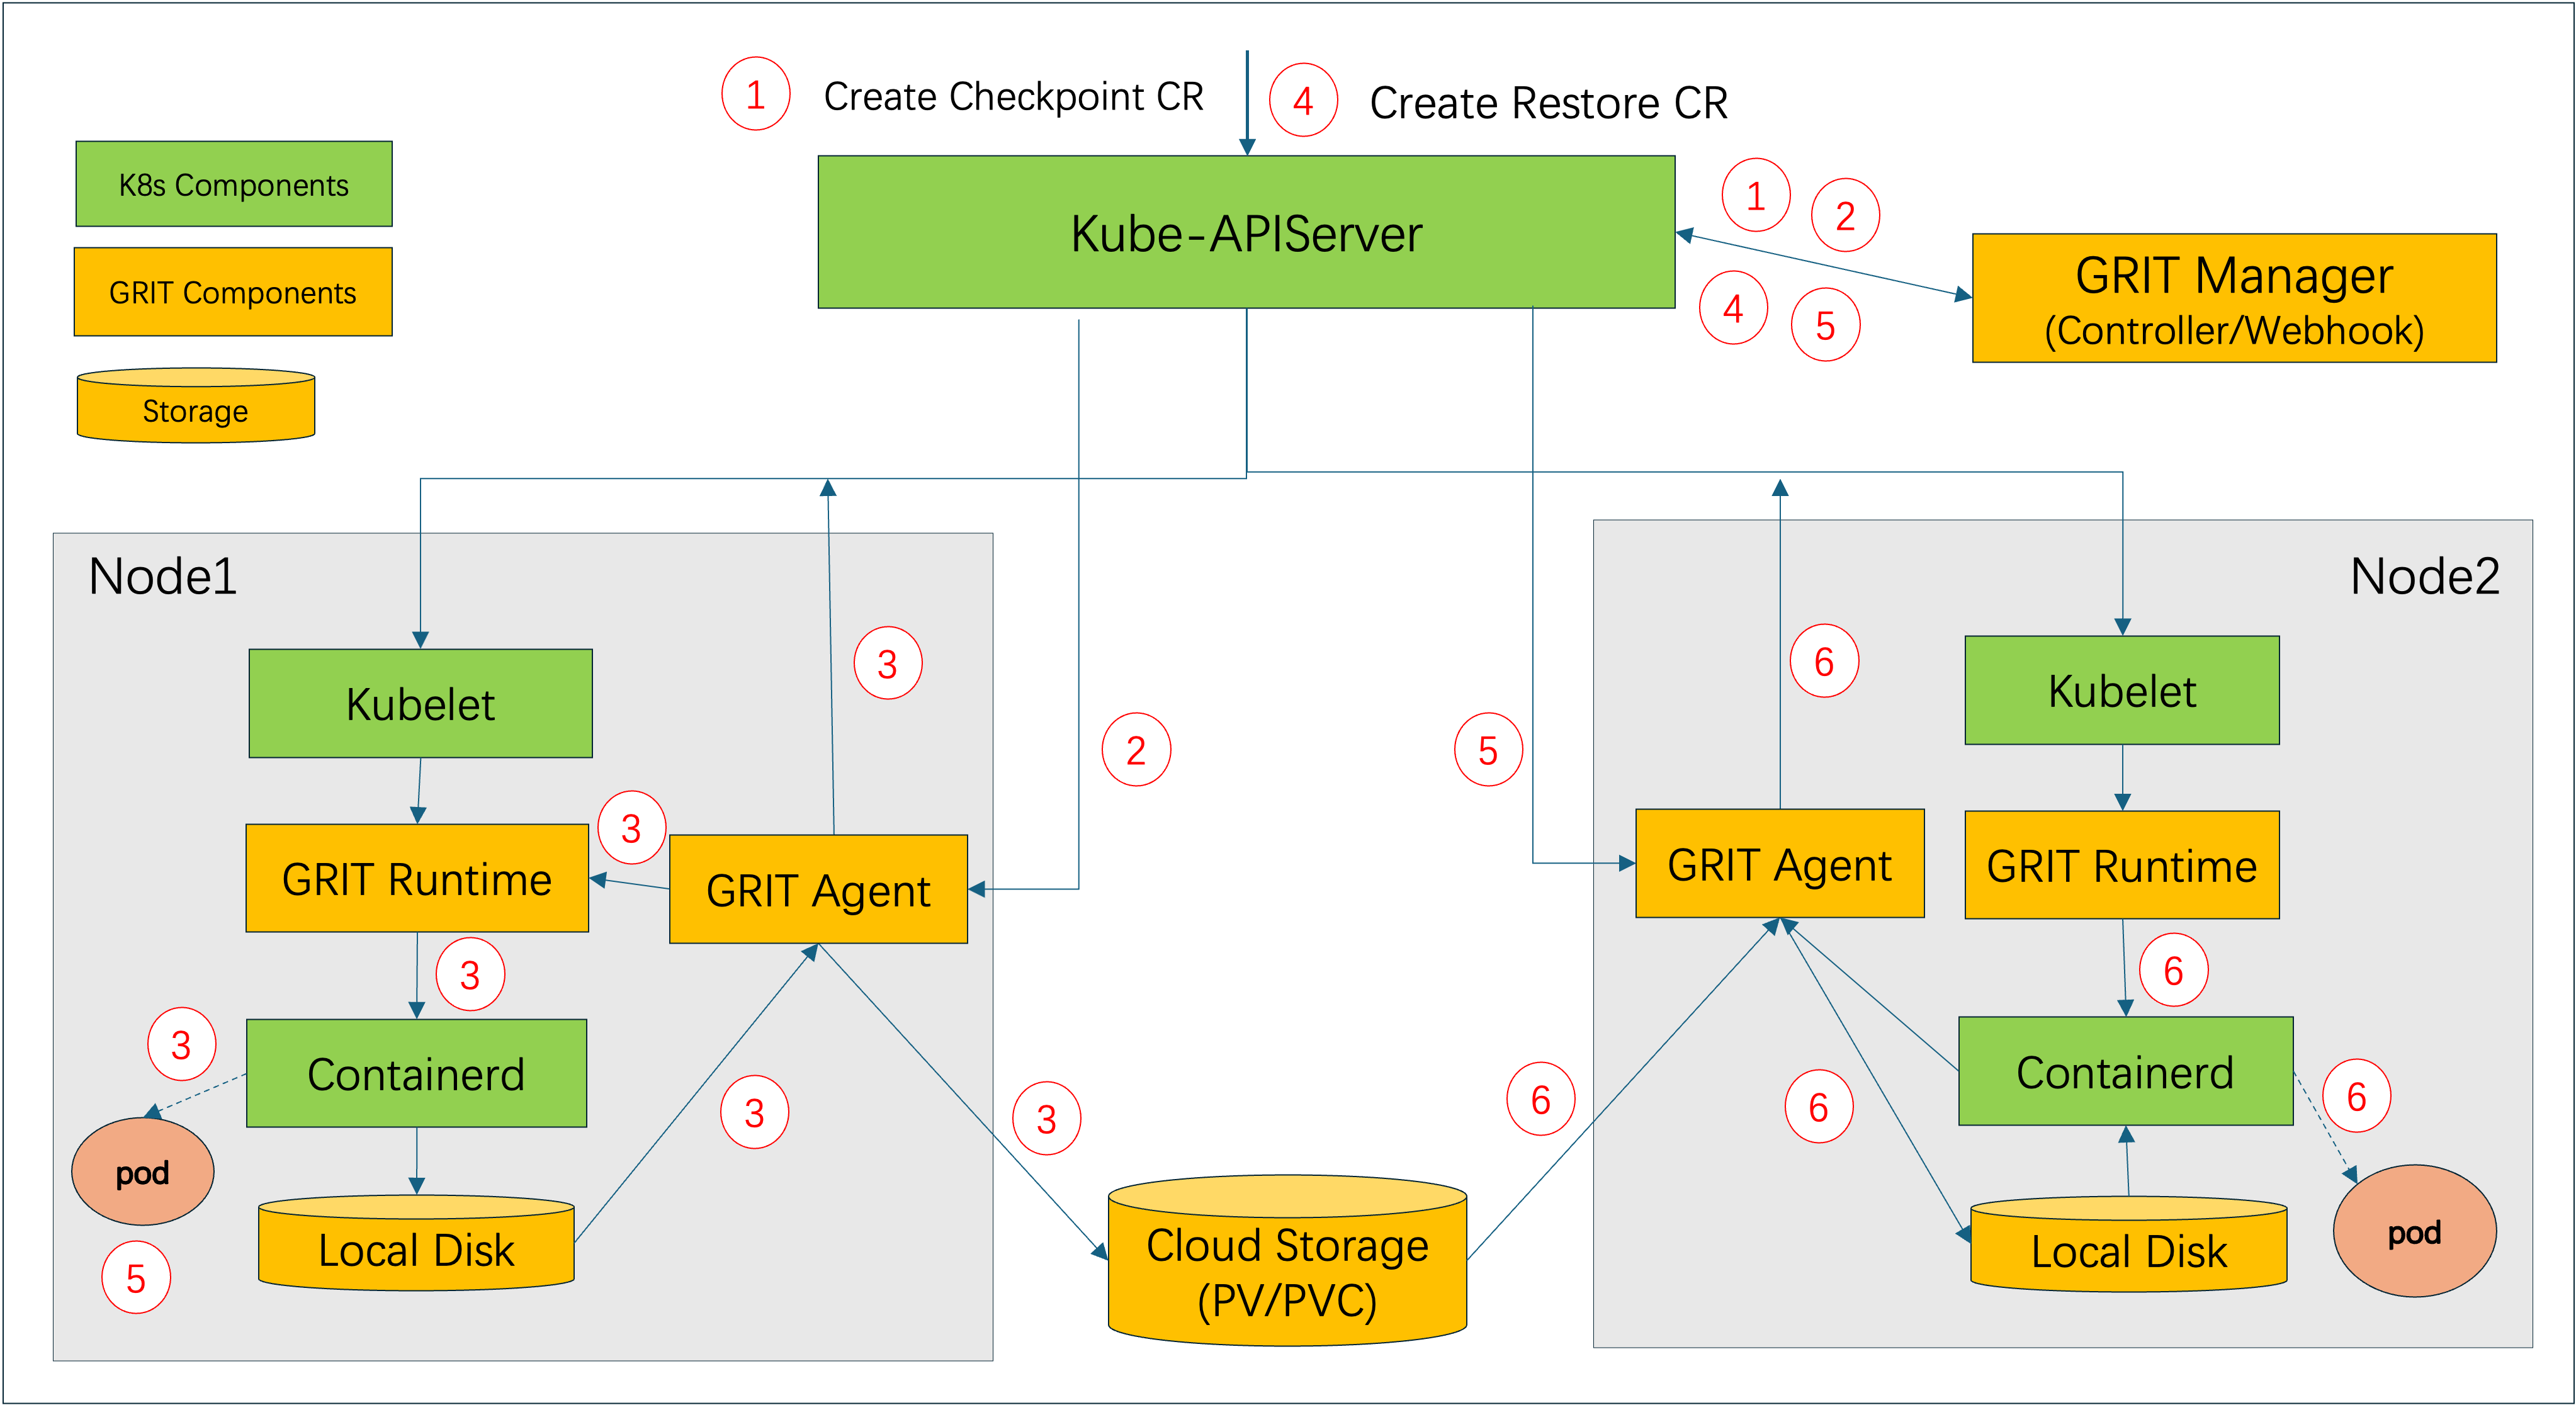 1
Create Checkpoint CR
4
Create Restore CR
K8s Components
GRIT Components
Storage
Kube-APIServer
1
2
4
5
GRIT Manager
(Controller/Webhook)
Node1
Kubelet
3
2
GRIT Runtime
3
GRIT Agent
3
Containerd
3
pod
5
Local Disk
3
3
Cloud Storage
(PV/PVC)
Node2
6
Kubelet
5
GRIT Agent
GRIT Runtime
6
Containerd
6
6
6
Local Disk
pod